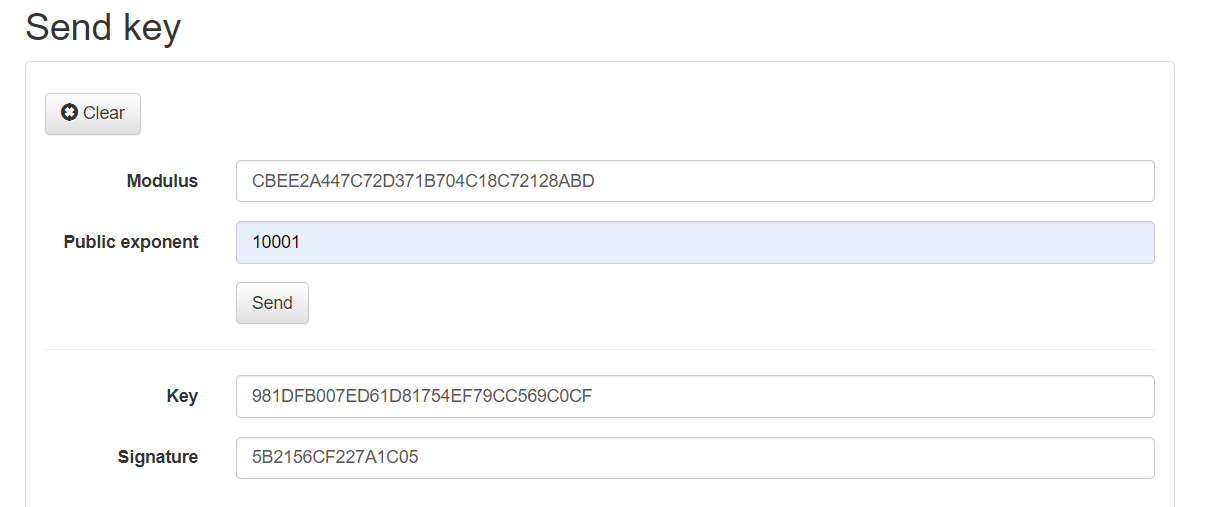 Send key
Clear
Modulus
CBEE2A447C72D371B704C18C72128ABD
Public exponent
10001
Send
Key
981DFB007ED61D81754EF79CC569C0CF
Signature
5B2156CF227A1C05